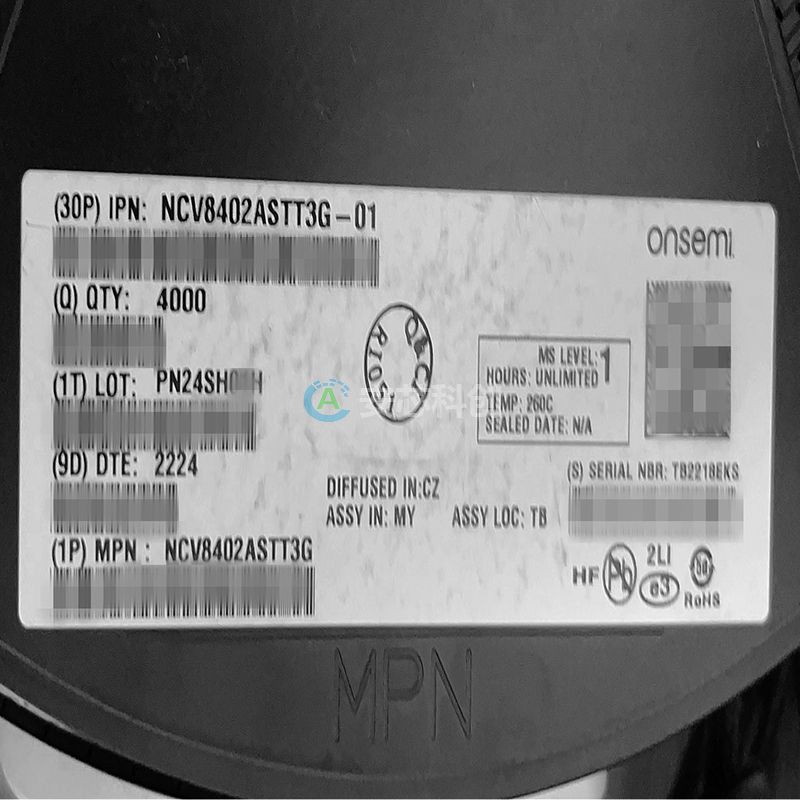 (30P) IPN: NCV8402ASTT3G-01
onsemi
(Q) QTY: 4000
MS LEVEL: 1
HOURS: UNLIMITED
TEMP: 260C
SEALED DATE: N/A
(1T) LOT: PN24SH
A
(9D) DTE: 2224
DIFFUSED IN:CZ
ASSY IN: MY ASSY LOC: TB
(S) SERIAL NBR: TB2218EKS
(1P) MPN : NCV8402ASTT3G
HF Pb 2LI
e3 RoHS
MPN